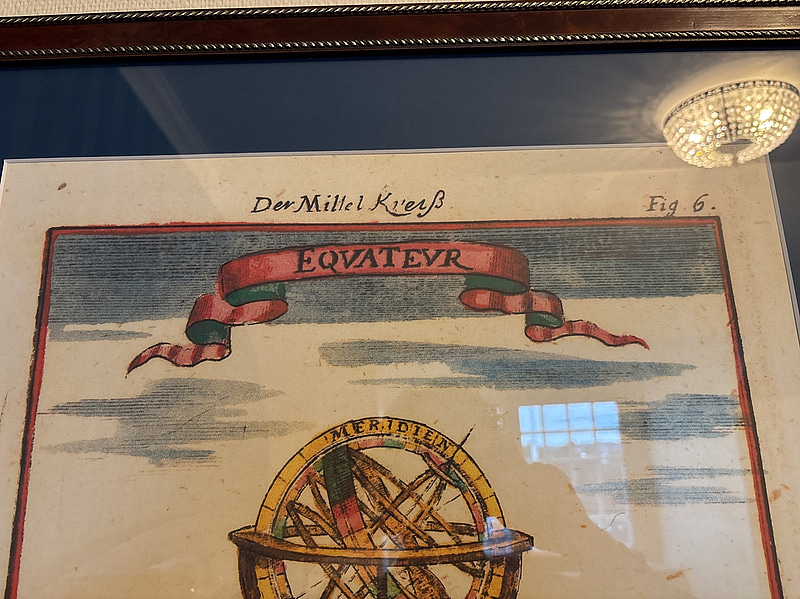 Der Mittel Kreiß
Fig. 6.
EQVATEVR
MERIDIEN